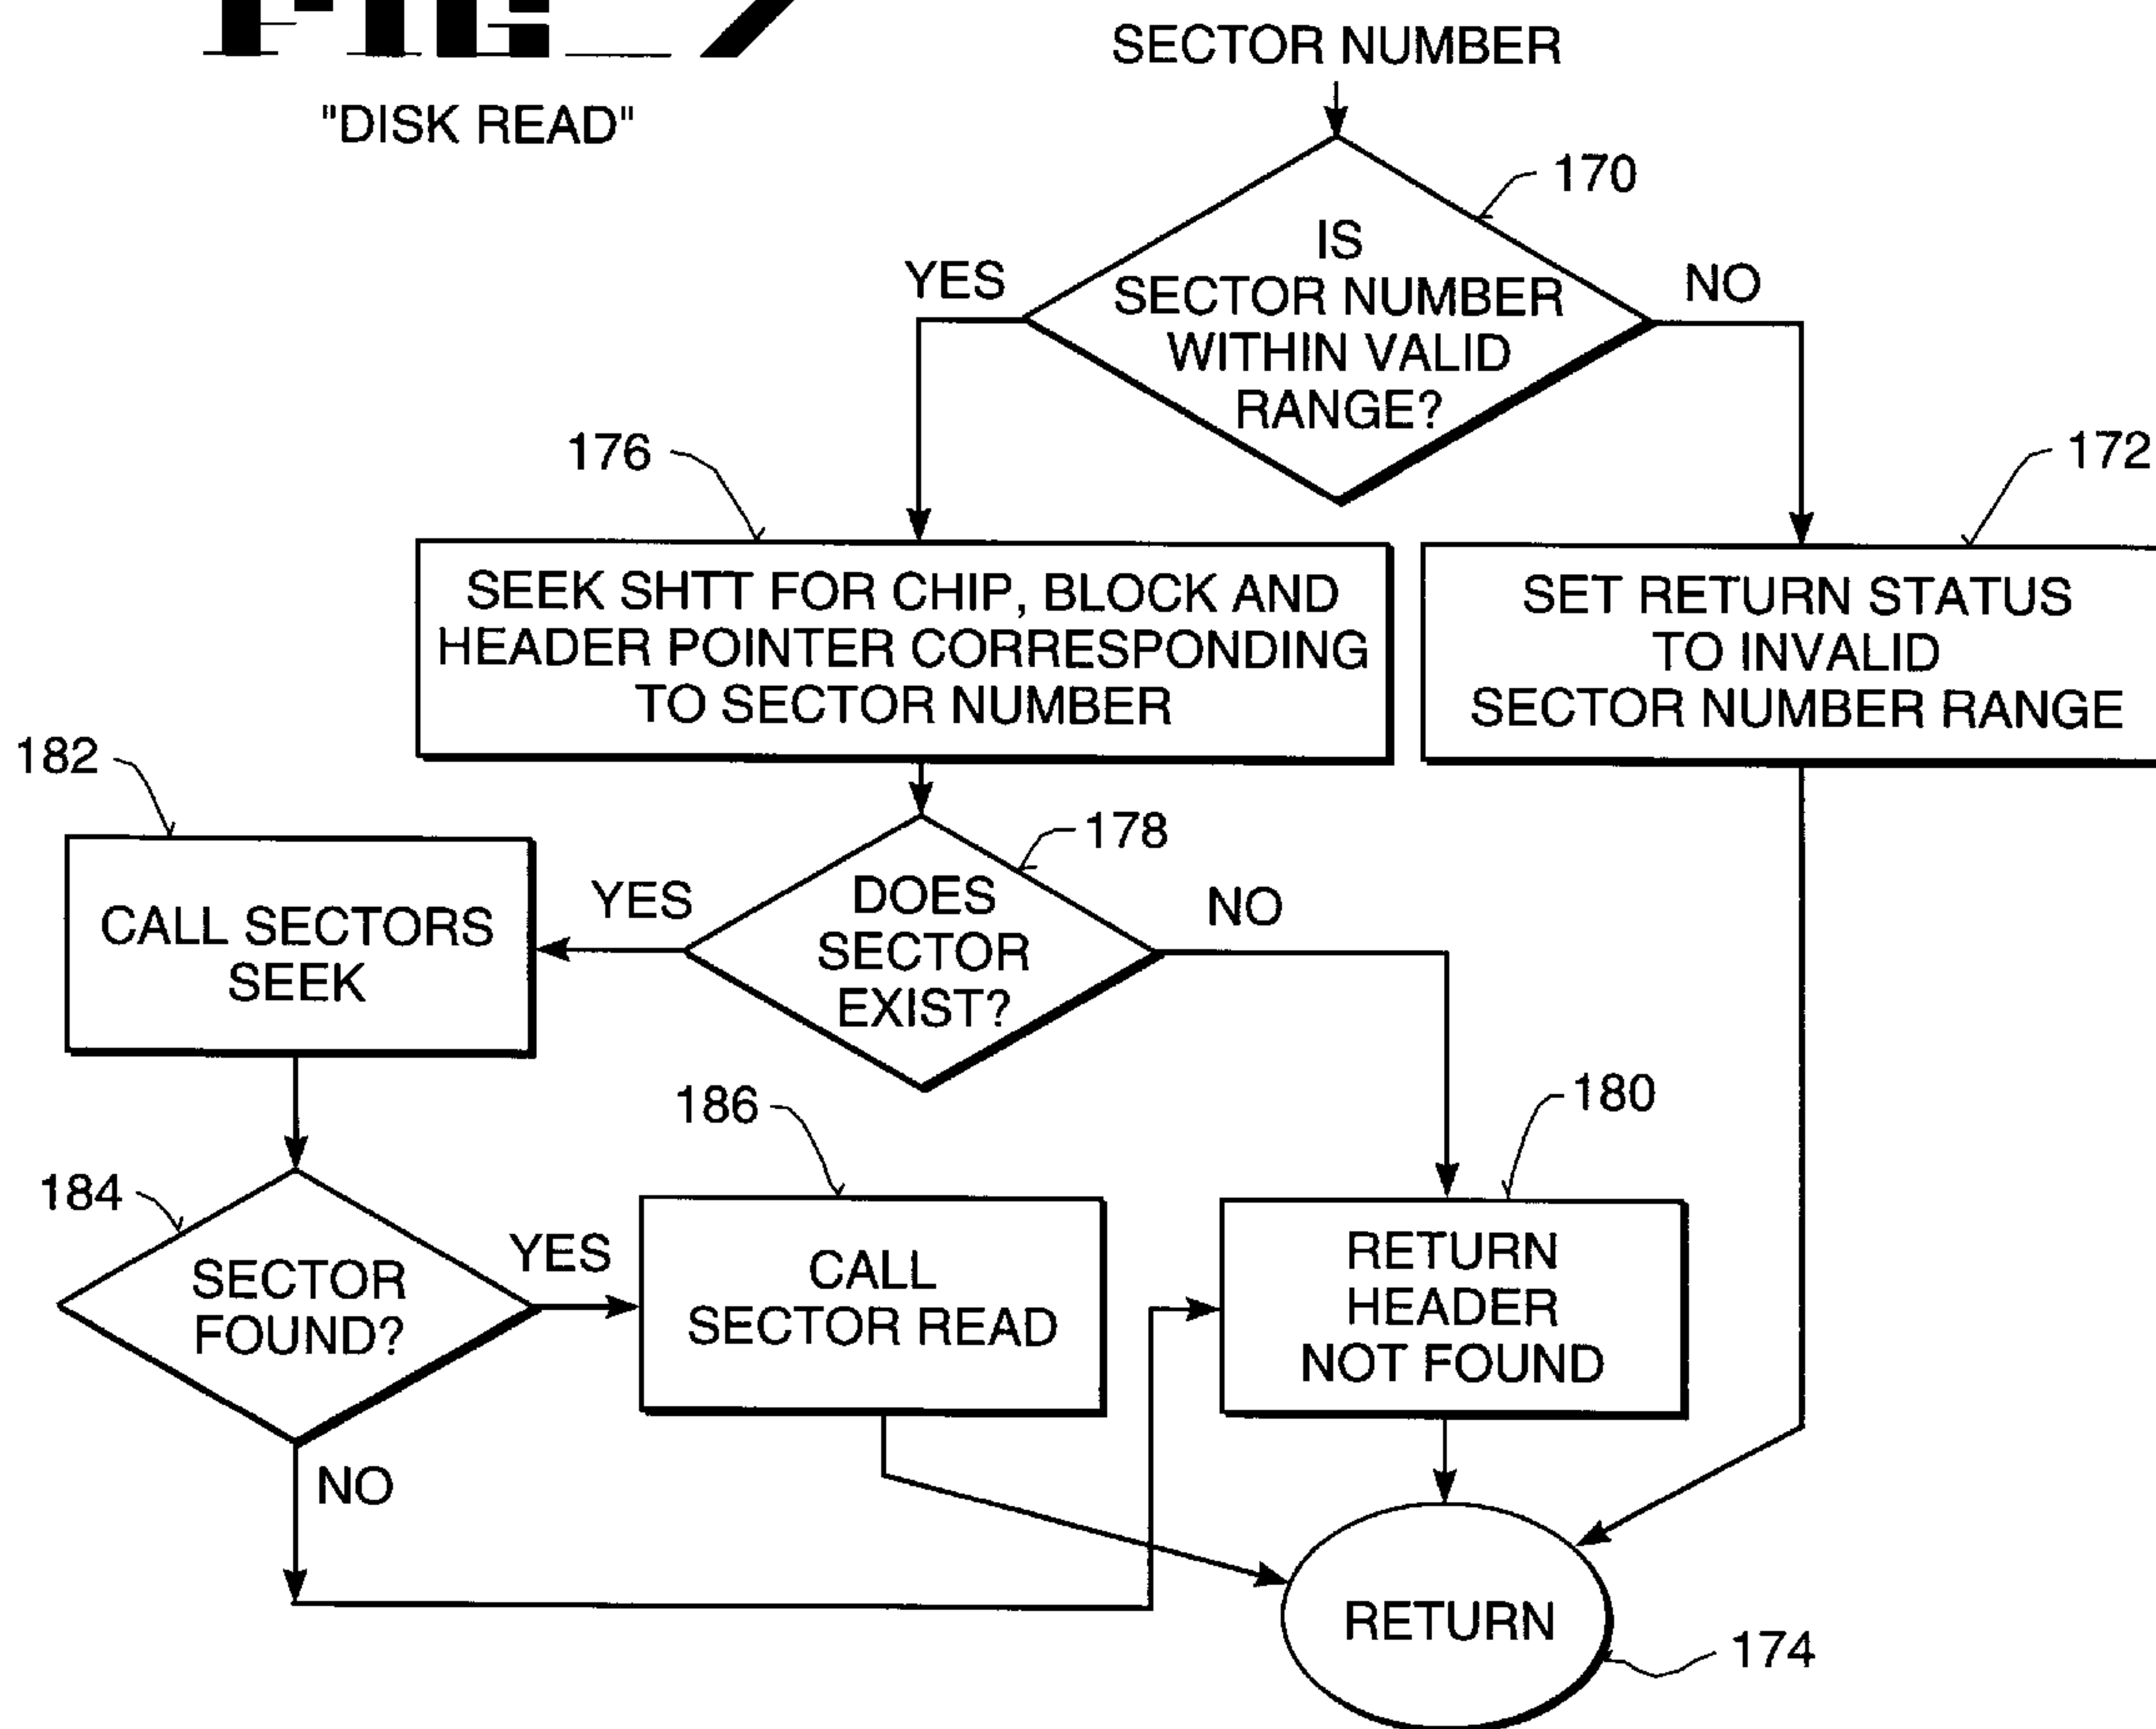 FIG_7
"DISK READ"
SECTOR NUMBER
170
IS
SECTOR NUMBER
WITHIN VALID
RANGE?
YES
NO
176
172
SEEK SHTT FOR CHIP, BLOCK AND
HEADER POINTER CORRESPONDING
TO SECTOR NUMBER
SET RETURN STATUS
TO INVALID
SECTOR NUMBER RANGE
182
178
CALL SECTORS
SEEK
YES
DOES
SECTOR
EXIST?
NO
186
180
184
SECTOR
FOUND?
YES
CALL
SECTOR READ
RETURN
HEADER
NOT FOUND
NO
RETURN
174